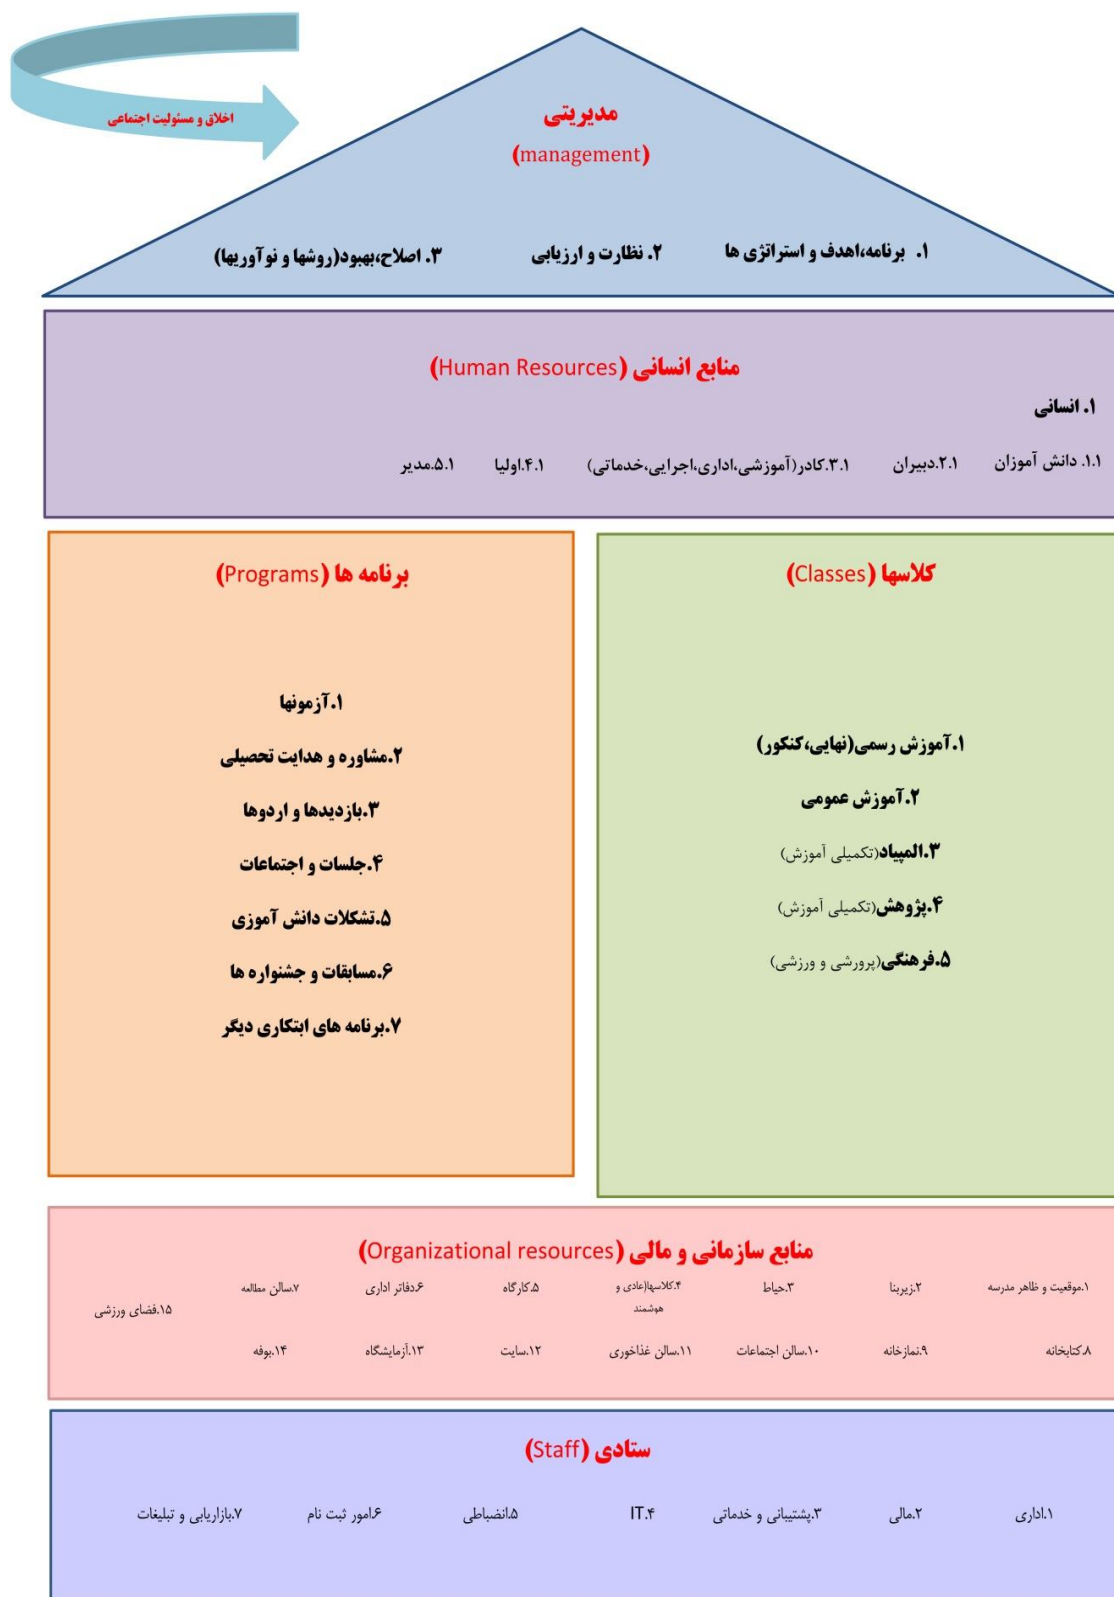 اخلاق و مسئولیت اجتماعی
مدیریتی
(management)
۱. برنامه،اهدف و استراتژی ها ۲. نظارت و ارزیابی ۳. اصلاح،بهبود(روشها و نوآوریها)
منابع انسانی (Human Resources)
۱. انسانی
۱.۱. دانش آموزان ۲.۱.دبیران ۳.۱.کادر(آموزشی،اداری،اجرایی،خدماتی) ۴.۱.اولیا ۵.۱.مدیر
کلاسها (Classes)
۱.آموزش رسمی(نهایی،کنکور)
۲.آموزش عمومی
۳.المپیاد(تکمیلی آموزش)
۴.پژوهش(تکمیلی آموزش)
۵.فرهنگی(پرورشی و ورزشی)
برنامه ها (Programs)
۱.آزمونها
۲.مشاوره و هدایت تحصیلی
۳.بازدیدها و اردوها
۴.جلسات و اجتماعات
۵.تشکلات دانش آموزی
۶.مسابقات و جشنواره ها
۷.برنامه های ابتکاری دیگر
منابع سازمانی و مالی (Organizational resources)
۱.موقعیت و ظاهر مدرسه ۲.زیربنا ۳.حیاط ۴.کلاسها(عادی و هوشمند ۵.کارگاه ۶.دفاتر اداری ۷.سالن مطالعه
۸.کتابخانه ۹.نمازخانه ۱۰.سالن اجتماعات ۱۱.سالن غذاخوری ۱۲.سایت ۱۳.آزمایشگاه ۱۴.بوفه
۱۵.فضای ورزشی
ستادی (Staff)
۱.اداری ۲.مالی ۳.پشتیبانی و خدماتی ۴.IT ۵.انضباطی ۶.امور ثبت نام ۷.بازاریابی و تبلیغات